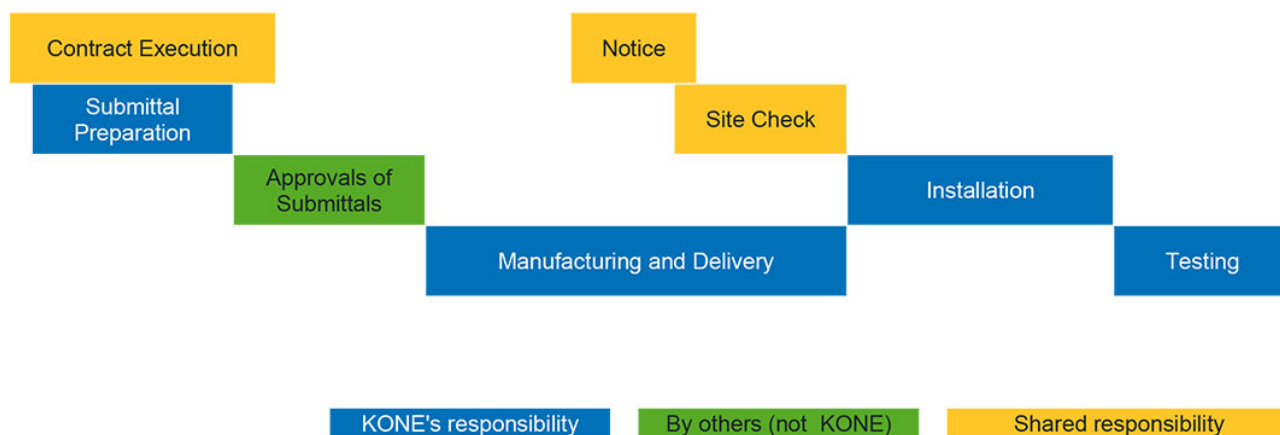 Contract Execution
Notice
Submittal
Preparation
Site Check
Approvals of
Submittals
Installation
Manufacturing and Delivery
Testing
KONE's responsibility
By others (not KONE)
Shared responsibility